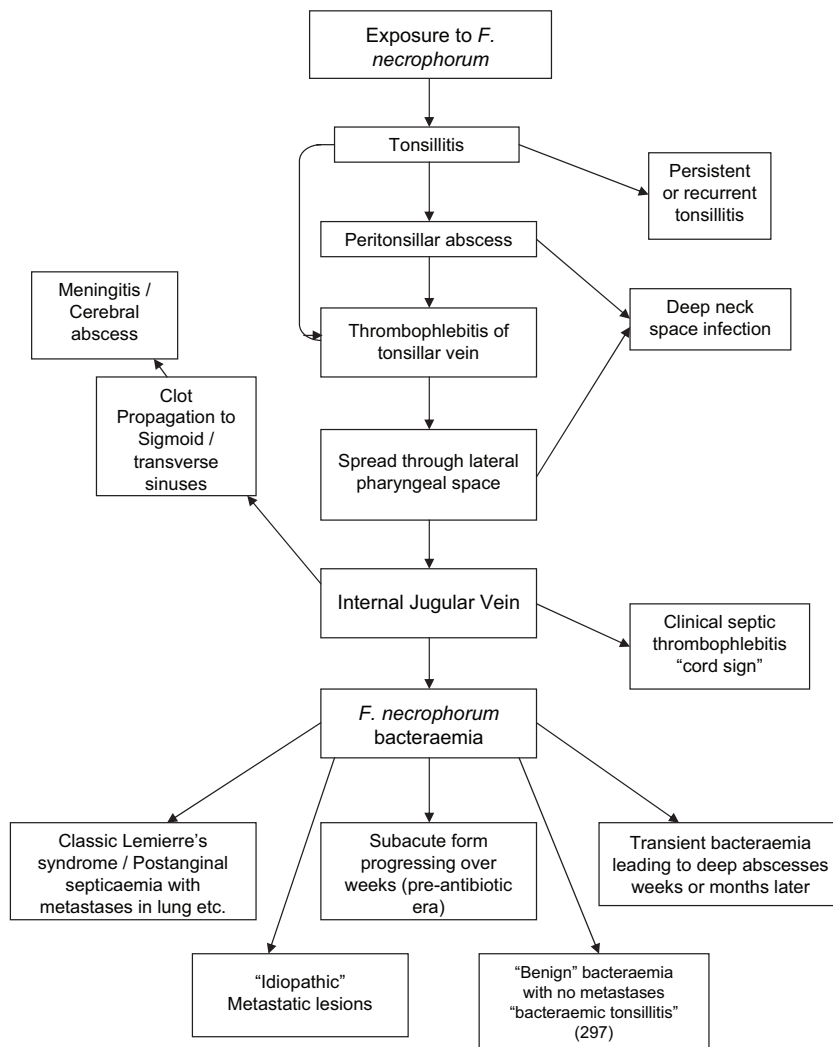 Exposure to F.
necrophorum
Tonsillitis
Persistent
or recurrent
tonsillitis
Peritonsillar abscess
Meningitis /
Cerebral
abscess
Thrombophlebitis of
tonsillar vein
Deep neck
space infection
Clot
Propagation to
Sigmoid /
transverse
sinuses
Spread through lateral
pharyngeal space
Internal Jugular Vein
Clinical septic
thrombophlebitis
“cord sign”
F. necrophorum
bacteraemia
Classic Lemierre’s
syndrome / Postanginal
septicaemia with
metastases in lung etc.
Subacute form
progressing over
weeks (pre-antibiotic
era)
Transient bacteraemia
leading to deep abscesses
weeks or months later
“Idiopathic”
Metastatic lesions
“Benign” bacteraemia
with no metastases
“bacteraemic tonsillitis”
(297)